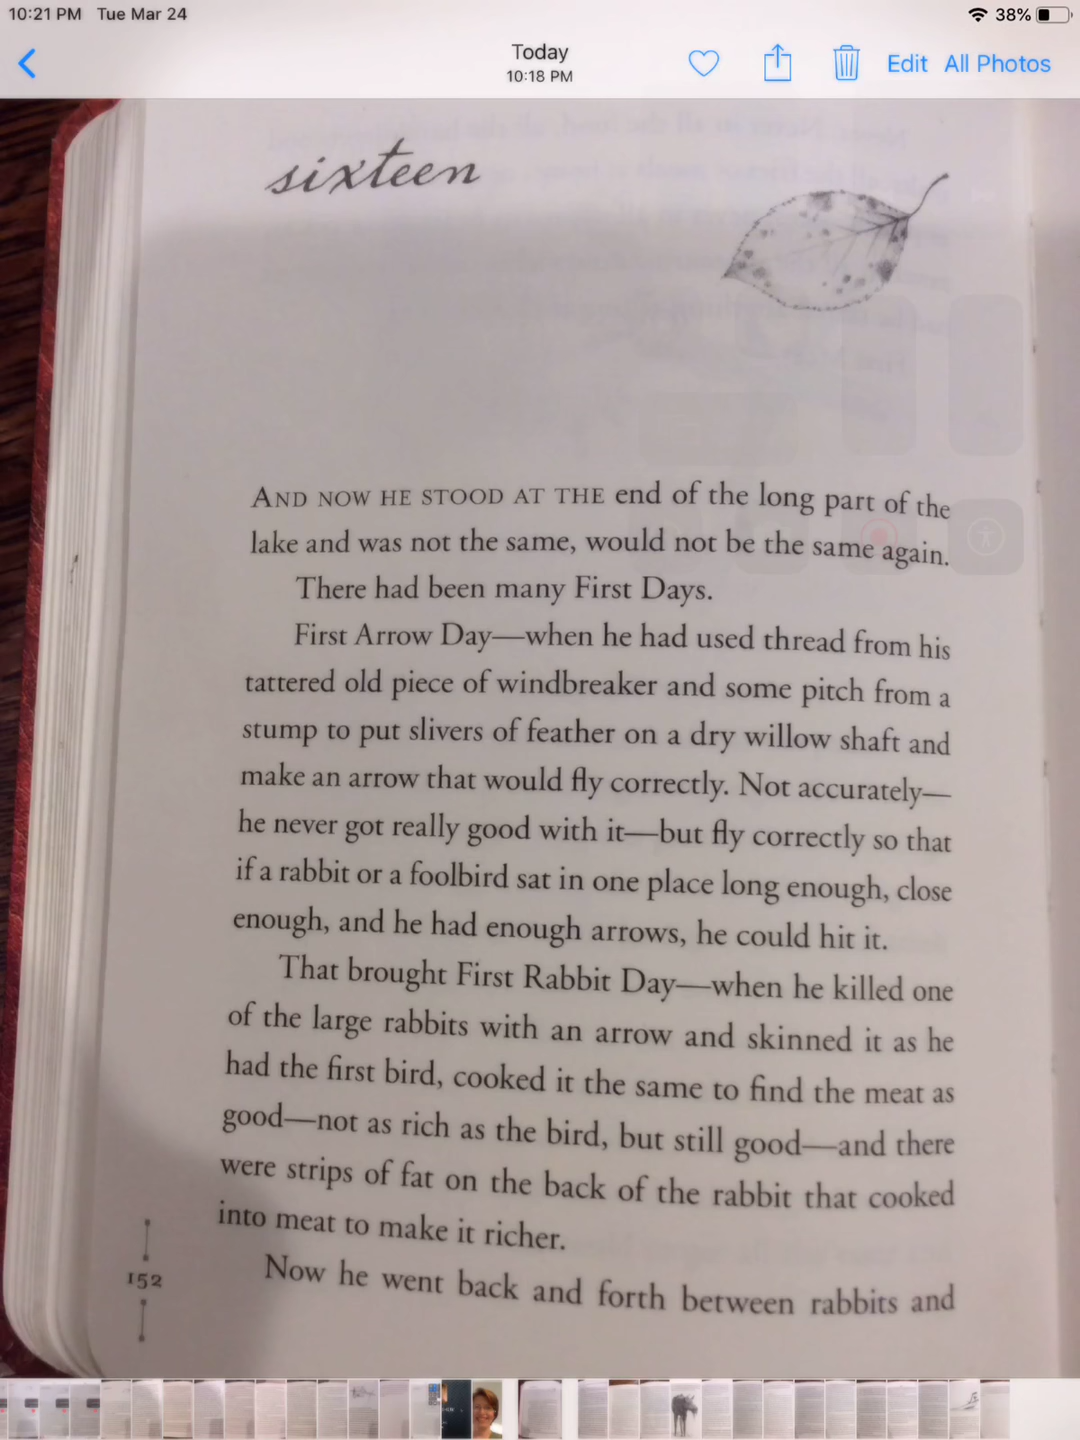 10:21 PM Tue Mar 24
38%
Today
10:18 PM
Edit All Photos
sixteen
AND NOW HE STOOD AT THE end of the long part of the
lake and was not the same, would not be the same again.
There had been many First Days.
First Arrow Day—when he had used thread from his
tattered old piece of windbreaker and some pitch from a
stump to put slivers of feather on a dry willow shaft and
make an arrow that would fly correctly. Not accurately—
he never got really good with it—but fly correctly so that
if a rabbit or a foolbird sat in one place long enough, close
enough, and he had enough arrows, he could hit it.
That brought First Rabbit Day—when he killed one
of the large rabbits with an arrow and skinned it as he
had the first bird, cooked it the same to find the meat as
good—not as rich as the bird, but still good—and there
were strips of fat on the back of the rabbit that cooked
into meat to make it richer.
Now he went back and forth between rabbits and
152